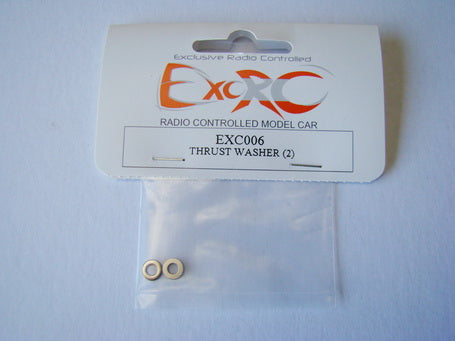 Exclusive Radio Controlled
ExcRC
RADIO CONTROLLED MODEL CAR
EXC006
THRUST WASHER (2)